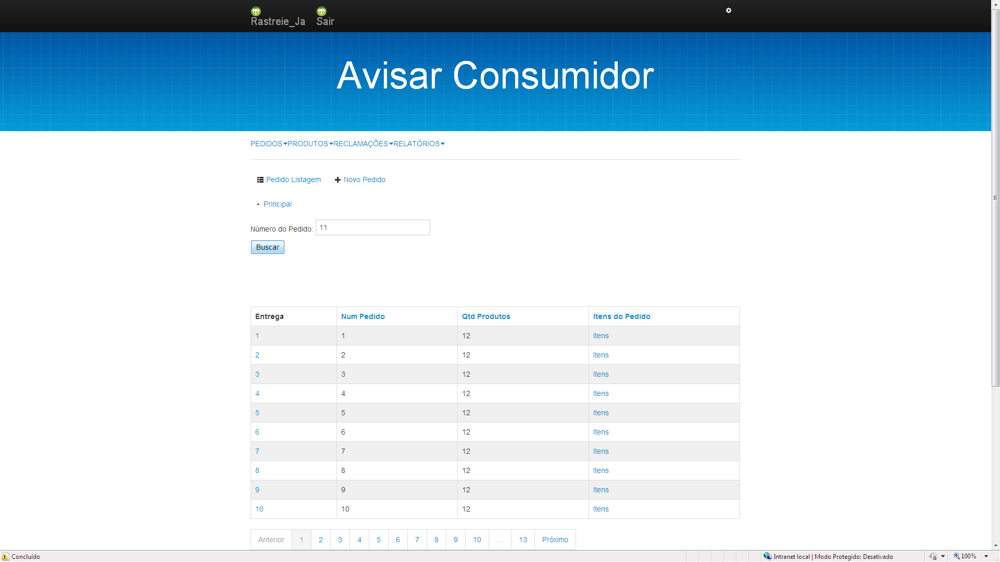 Rastreie_Ja Sair
Avisar Consumidor
PEDIDOS PRODUTOS RECLAMAÇÕES RELATÓRIOS
Pedido Listagem Novo Pedido
• Principal
Número do Pedido: 11
Buscar
Entrega Num Pedido Qtd Produtos Itens do Pedido
1 1 12 Itens
2 2 12 Itens
3 3 12 Itens
4 4 12 Itens
5 5 12 Itens
6 6 12 Itens
7 7 12 Itens
8 8 12 Itens
9 9 12 Itens
10 10 12 Itens
Anterior 1 2 3 4 5 6 7 8 9 10 ... 13 Próximo
Concluído Intranet local | Modo Protegido: Desativado 100%